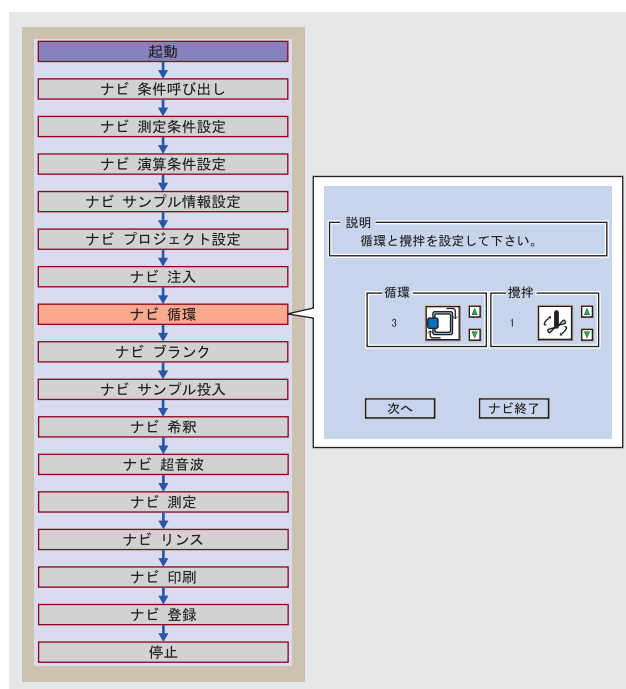 起動
ナビ 条件呼び出し
ナビ 測定条件設定
ナビ 演算条件設定
ナビ サンプル情報設定
ナビ プロジェクト設定
ナビ 注入
ナビ 循環
ナビ ブランク
ナビ サンプル投入
ナビ 希釈
ナビ 超音波
ナビ 測定
ナビ リンス
ナビ 印刷
ナビ 登録
停止
説明
循環と攪拌を設定して下さい。
循環 攪拌
3 1
次へ ナビ終了